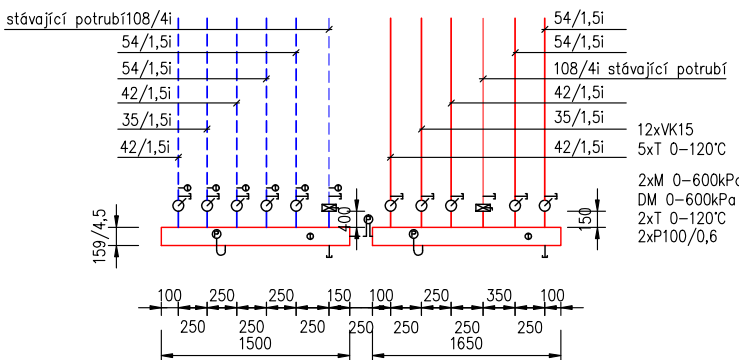 stávající potrubí108/4i
54/1,5i
54/1,5i
42/1,5i
35/1,5i
42/1,5i
54/1,5i
54/1,5i
108/4i stávající potrubí
42/1,5i
35/1,5i
42/1,5i
12xVK15
5xT 0-120°C
2xM 0-600kPa
DM 0-600kPa
2xT 0-120°C
2xP100/0,6
159/4,5
400
150
100 250 250 150 100 250 350 100
250 250 250 250 250 250
1500 1650